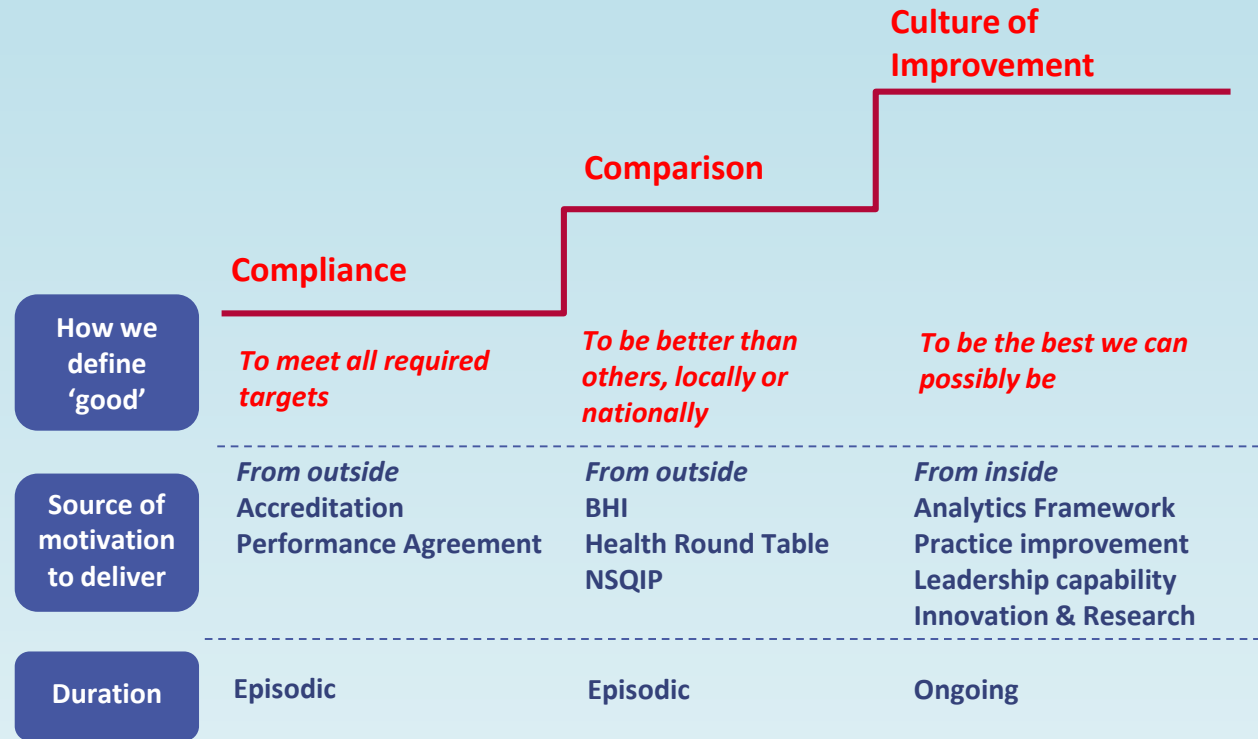 Culture of
Improvement
Comparison
Compliance
How we
define
‘good’
To meet all required
targets
To be better than
others, locally or
nationally
To be the best we can
possibly be
Source of
motivation
to deliver
From outside
Accreditation
Performance Agreement
From outside
BHI
Health Round Table
NSQIP
From inside
Analytics Framework
Practice improvement
Leadership capability
Innovation & Research
Duration
Episodic
Episodic
Ongoing